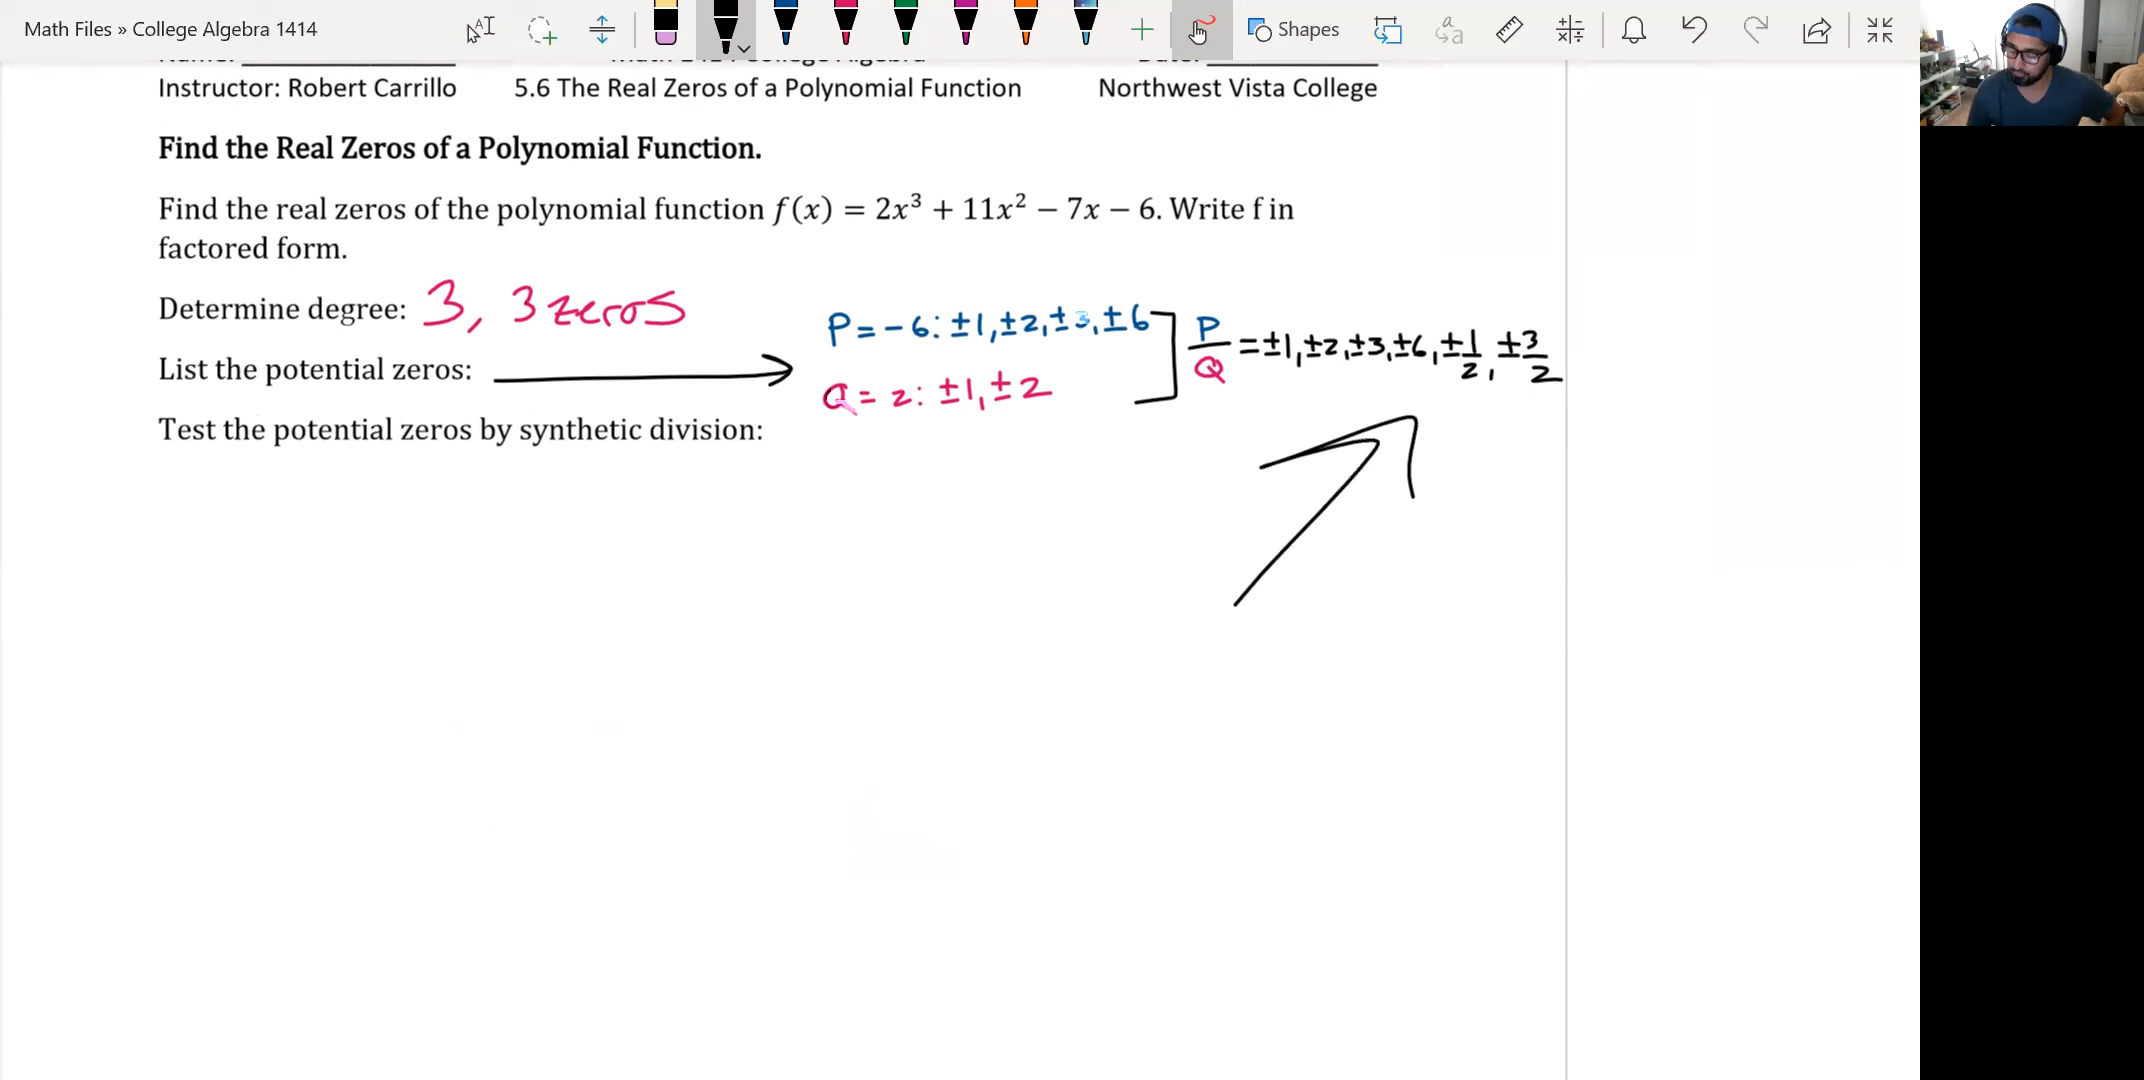 Math Files » College Algebra 1414
Shapes
Instructor: Robert Carrillo 5.6 The Real Zeros of a Polynomial Function Northwest Vista College
Find the Real Zeros of a Polynomial Function.
Find the real zeros of the polynomial function f(x) = 2x³ + 11x² − 7x − 6. Write f in
factored form.
Determine degree: 3, 3 zeros
List the potential zeros:
P = −6: ±1, ±2, ±3, ±6
Q = 2: ±1, ±2
P/Q = ±1, ±2, ±3, ±6, ±1/2, ±3/2
Test the potential zeros by synthetic division: